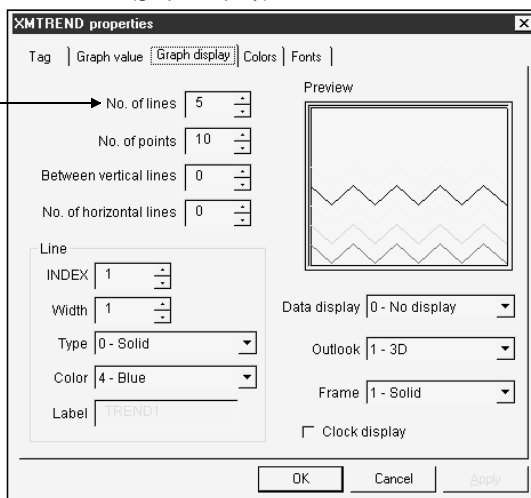 XMTREND properties
Tag Graph value Graph display Colors Fonts
No. of lines 5
No. of points 10
Between vertical lines 0
No. of horizontal lines 0
Preview
Line
INDEX 1
Width 1
Type 0 - Solid
Color 4 - Blue
Label TREND1
Data display 0 - No display
Outlook 1 - 3D
Frame 1 - Solid
Clock display
OK Cancel Apply